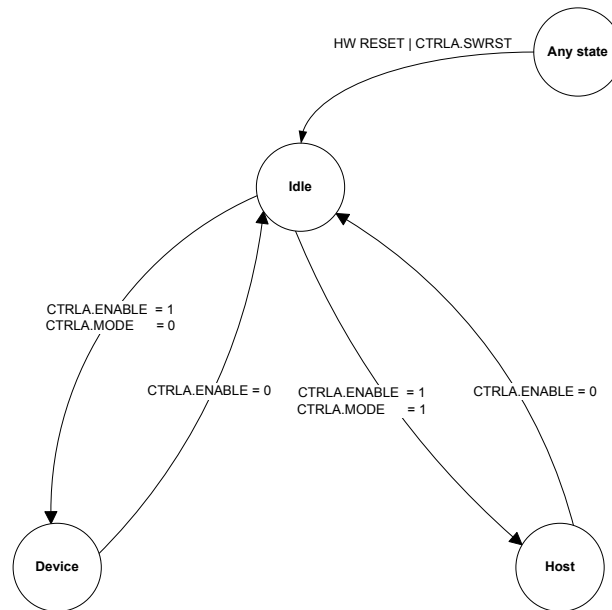 HW RESET | CTRLA.SWRST
Any state
Idle
CTRLA.ENABLE = 1
CTRLA.MODE = 0
CTRLA.ENABLE = 0
CTRLA.ENABLE = 1
CTRLA.MODE = 1
CTRLA.ENABLE = 0
Device
Host